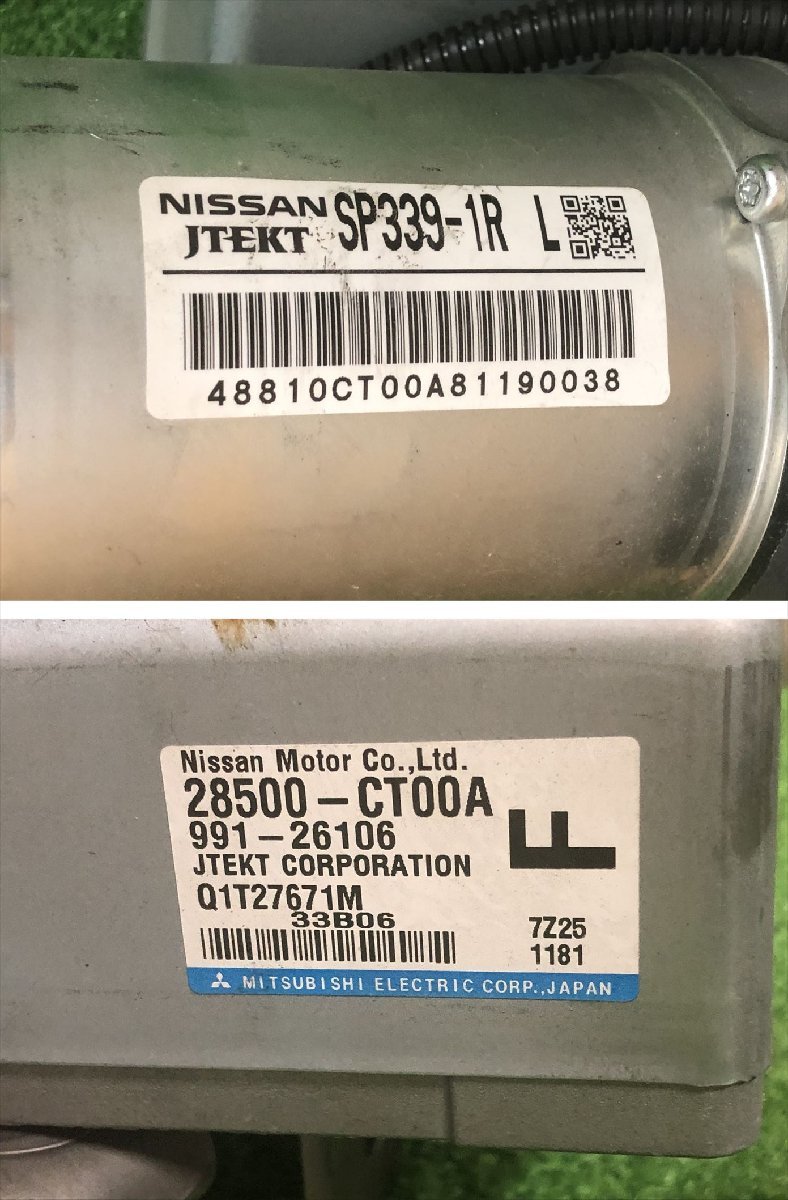 NISSAN SP339-1R L
JTEKT
48810CT00A81190038
Nissan Motor Co.,Ltd.
28500-CT00A
991-26106
F
JTEKT CORPORATION
Q1T27671M
33B06
7Z25
1181
MITSUBISHI ELECTRIC CORP.,JAPAN